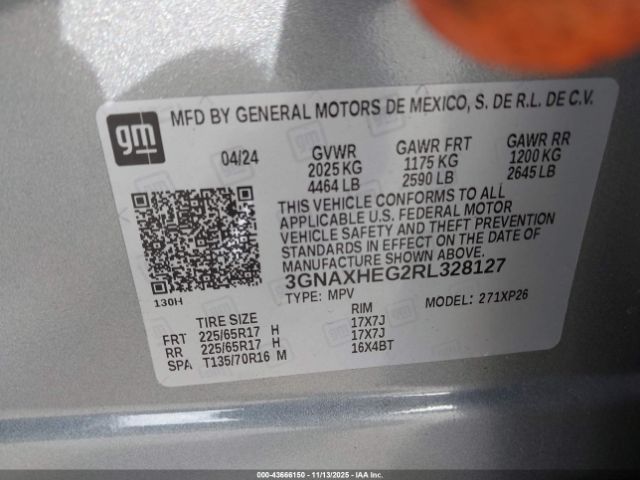 gm
MFD BY GENERAL MOTORS DE MEXICO, S. DE R.L. DE C.V.
04/24 GVWR GAWR FRT GAWR RR
2025 KG 1175 KG 1200 KG
4464 LB 2590 LB 2645 LB
THIS VEHICLE CONFORMS TO ALL
APPLICABLE U.S. FEDERAL MOTOR
VEHICLE SAFETY AND THEFT PREVENTION
STANDARDS IN EFFECT ON THE DATE OF
MANUFACTURE SHOWN ABOVE.
3GNAXHEG2RL328127
130H
TYPE: MPV MODEL: 271XP26
TIRE SIZE RIM
FRT 225/65R17 H 17X7J
RR 225/65R17 H 17X7J
SPA T135/70R16 M 16X4BT
000-43666150 - 11/13/2025 - IAAI.com